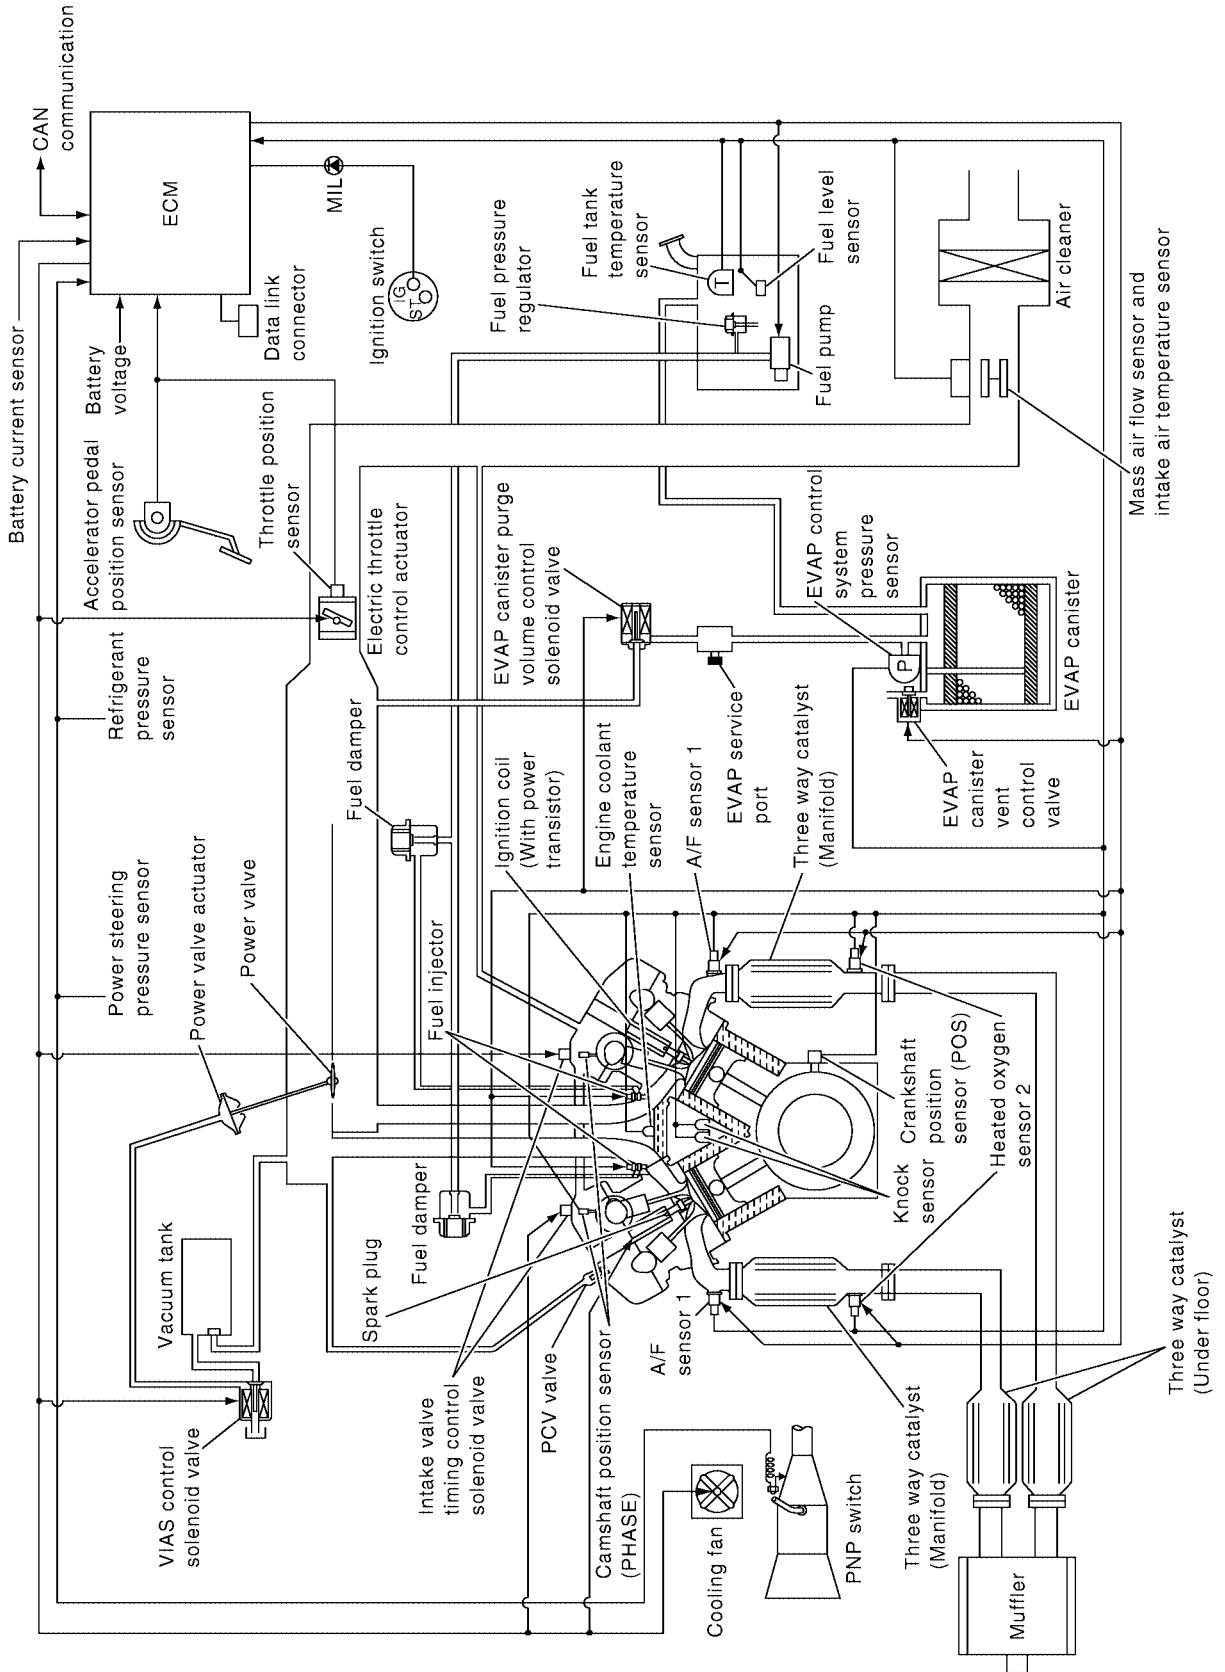 CAN
communication
Battery current sensor
ECM
Battery
voltage
Data link
connector
MIL
Ignition switch
IG
ST
Accelerator pedal
position sensor
Throttle position
sensor
Electric throttle
control actuator
Refrigerant
pressure
sensor
Power steering
pressure sensor
Power valve actuator
Power valve
Vacuum tank
VIAS control
solenoid valve
Fuel pressure
regulator
Fuel tank
temperature
sensor
T
Fuel level
sensor
Fuel pump
Air cleaner
Mass air flow sensor and
intake air temperature sensor
EVAP canister purge
volume control
solenoid valve
EVAP service
port
EVAP control
system
pressure
sensor
P
EVAP canister
EVAP
canister
vent
control
valve
Fuel damper
Fuel injector
Fuel damper
Ignition coil
(With power
transistor)
Engine coolant
temperature
sensor
A/F sensor 1
Three way catalyst
(Manifold)
Spark plug
PCV valve
Intake valve
timing control
solenoid valve
Camshaft position sensor
(PHASE)
A/F
sensor 1
Knock
sensor
Crankshaft
position
sensor (POS)
Heated oxygen
sensor 2
Cooling fan
PNP switch
Three way catalyst
(Manifold)
Three way catalyst
(Under floor)
Muffler